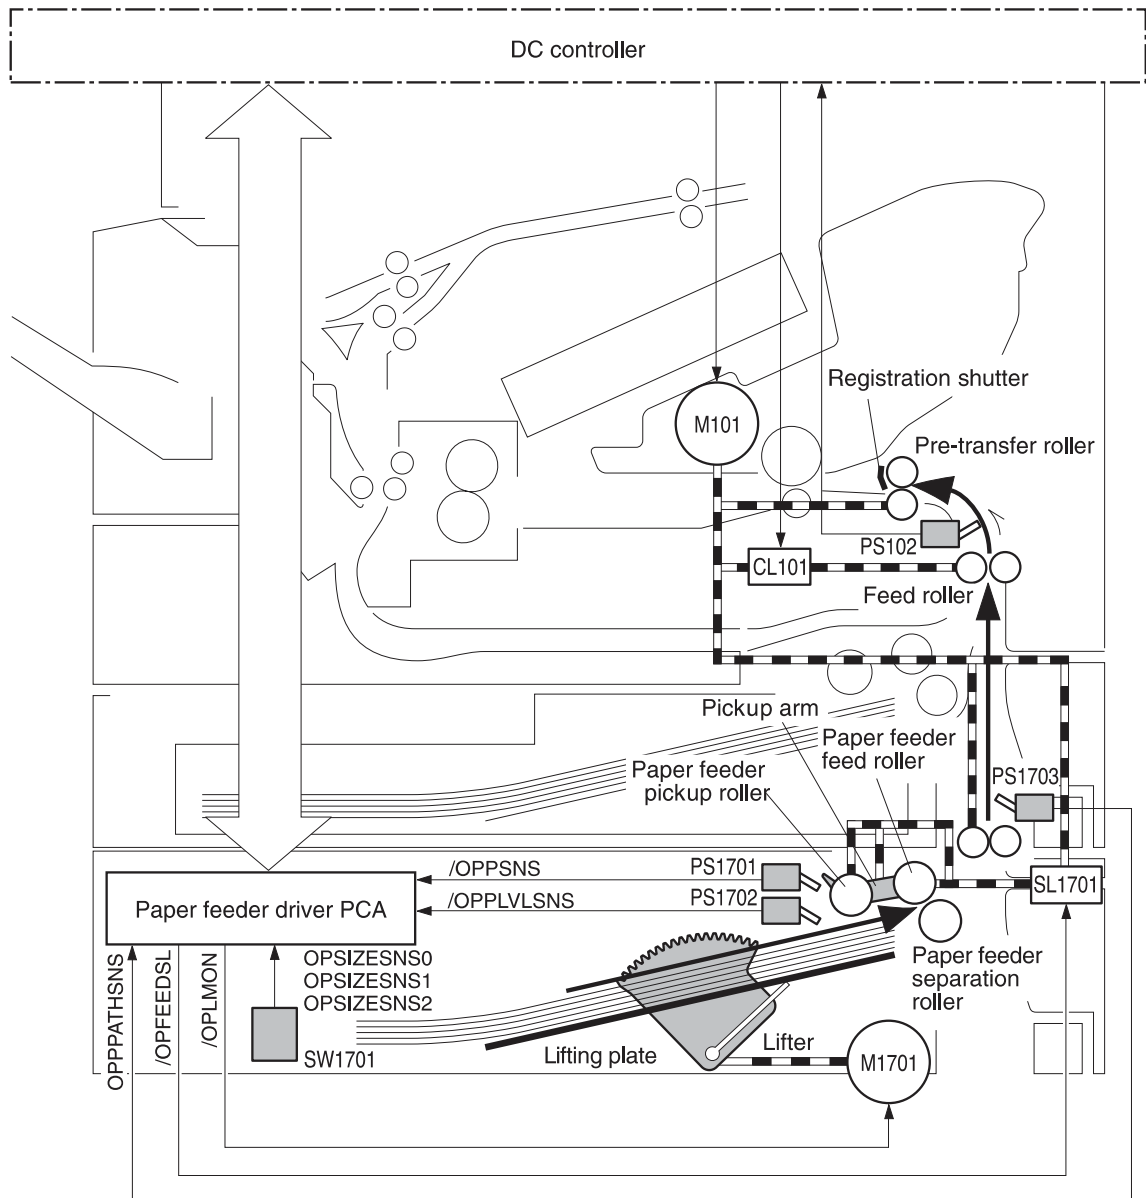 DC controller
Registration shutter
M101
Pre-transfer roller
PS102
CL101
Feed roller
Pickup arm
Paper feeder
feed roller
Paper feeder
pickup roller
PS1703
/OPPSNS
PS1701
SL1701
Paper feeder driver PCA
/OPPLVLSNS
PS1702
OPPPATHSNS
/OPFEEDSL
/OPLMON
OPSIZESNS0
OPSIZESNS1
OPSIZESNS2
SW1701
Paper feeder
separation
roller
Lifting plate
Lifter
M1701